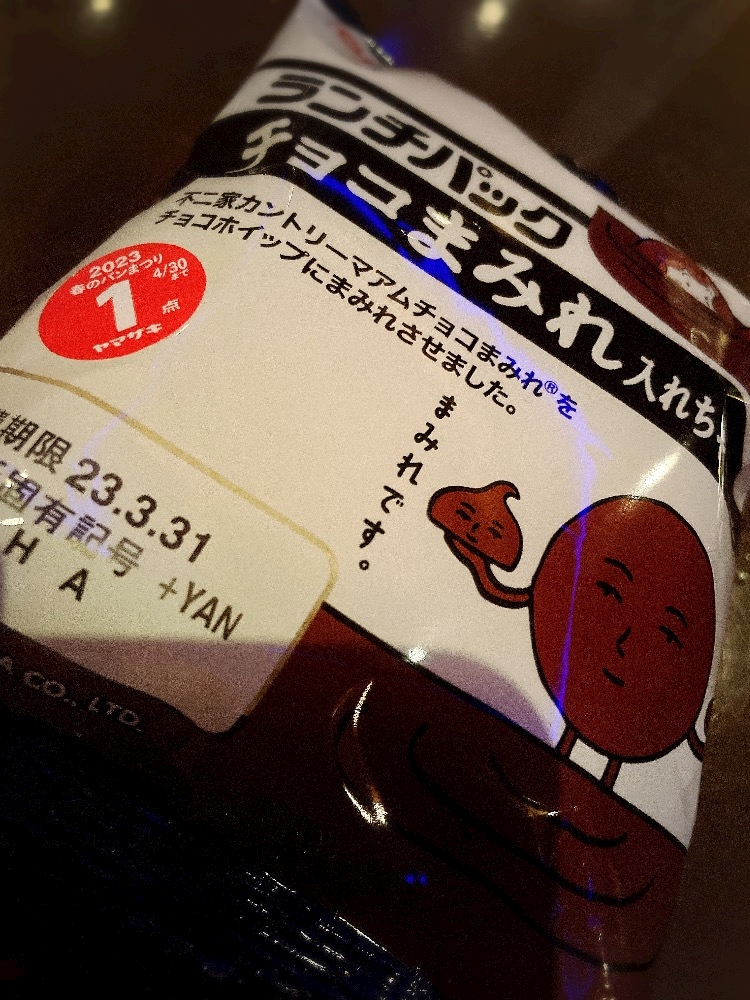 ランチパック
チョコまみれ入れち
不二家カントリーマアムチョコまみれ®を
チョコホイップにまみれさせました。
2023
春のパンまつり
4/30
まで
1点
ヤマザキ
まみれです。
期限 23.3.31
固有記号 +YAN
H A
CO., LTD.